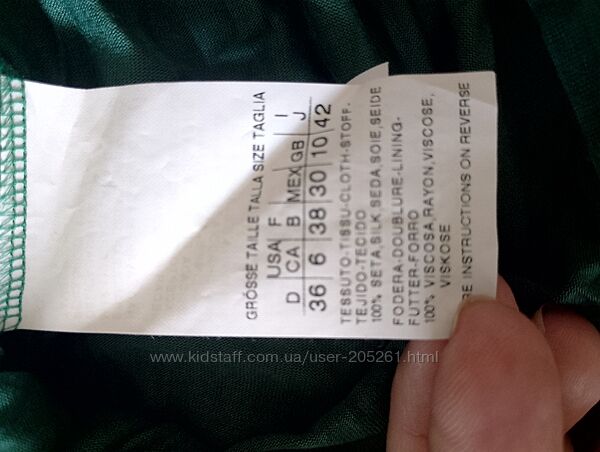 GRÖSSE TAILLE TALLA SIZE TAGLIA
USA F I
D CA B MEX GB J
36 6 38 30 10 42
TESSUTO-TISSU-CLOTH-STOFF.
TEJIDO-TECIDO
100% SETA,SILK,SEDA,SOIE,SEIDE
FODERA-DOUBLURE-LINING-
FUTTER-FORRO
100% VISCOSA,RAYON,VISCOSE,
VISKOSE
RE INSTRUCTIONS ON REVERSE
www.kidstaff.com.ua/user-205261.html